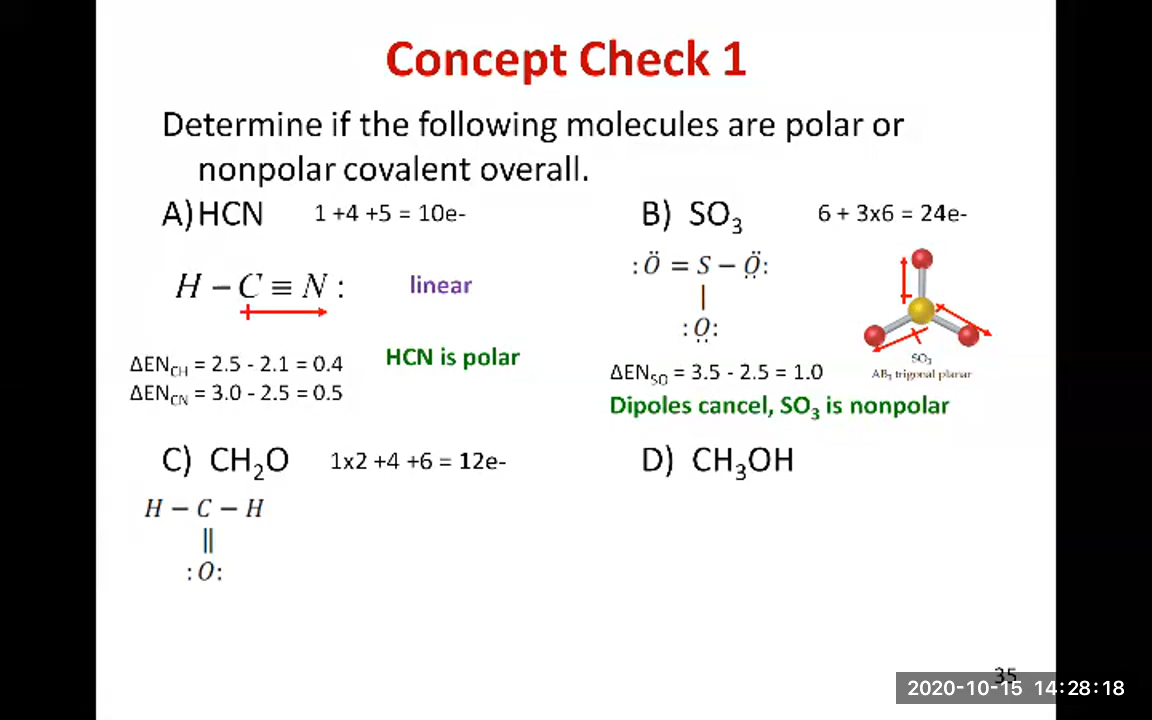 Concept Check 1
Determine if the following molecules are polar or
nonpolar covalent overall.
A) HCN 1 +4 +5 = 10e-
H − C ≡ N :
linear
ΔEN_CH = 2.5 - 2.1 = 0.4
ΔEN_CN = 3.0 - 2.5 = 0.5
HCN is polar
B) SO₃ 6 + 3x6 = 24e-
:Ö = S − Ö̤:
|
:O̤:
SO₃
AB₃ trigonal planar
ΔEN_SO = 3.5 - 2.5 = 1.0
Dipoles cancel, SO₃ is nonpolar
C) CH₂O 1x2 +4 +6 = 12e-
H − C − H
||
:O:
D) CH₃OH
35
2020-10-15 14:28:18